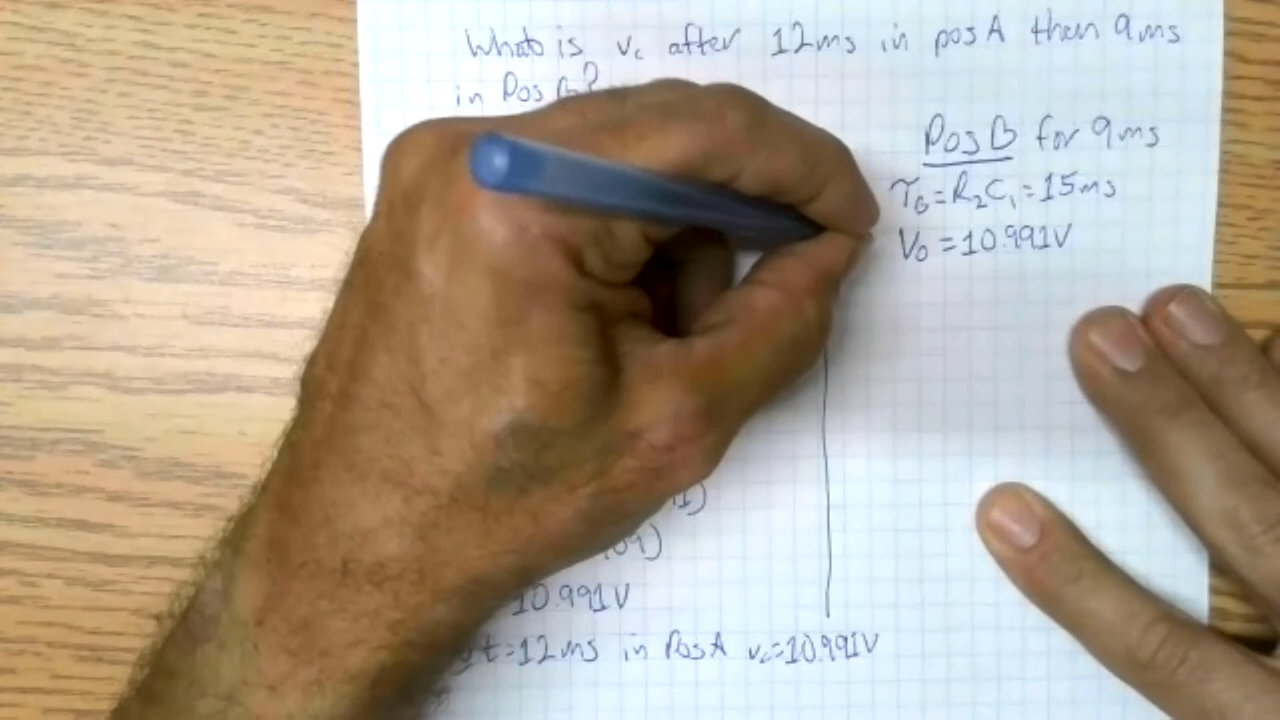 What is vc after 12ms in pos A then 9ms
in Pos B?
Pos B for 9ms
τB=R2C1=15ms
V0=10.991V
10.991V
t=12ms in Pos A vc=10.991V